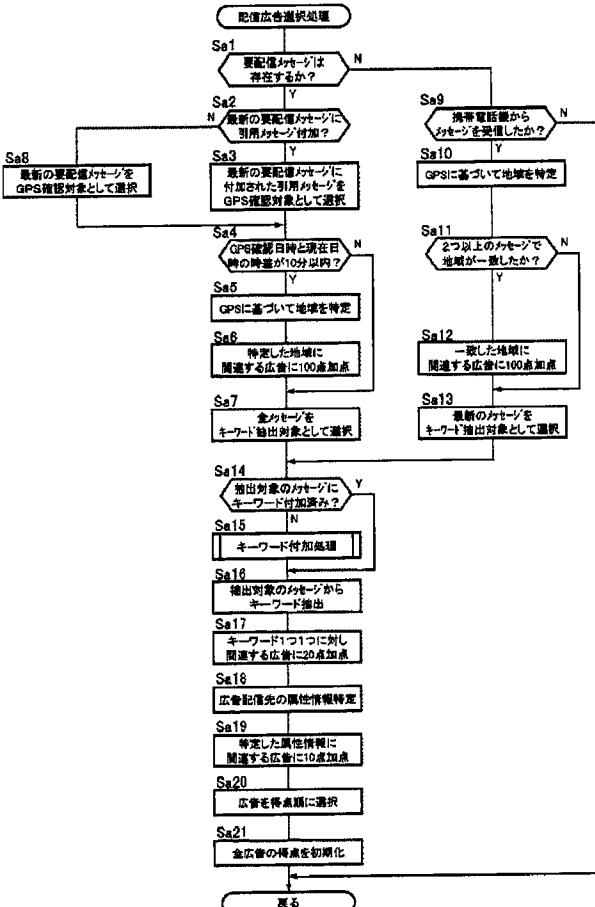 配信広告選択処理
Sa1
要配信メッセージは
存在するか?
N
Y
Sa2
最新の要配信メッセージに
引用メッセージ付加?
N
Y
Sa8
最新の要配信メッセージを
GPS確認対象として選択
Sa3
最新の要配信メッセージに
付加された引用メッセージを
GPS確認対象として選択
Sa4
GPS確認日時と現在日
時の時差が10分以内?
N
Y
Sa5
GPSに基づいて地域を特定
Sa6
特定した地域に
関連する広告に100点加点
Sa7
全メッセージを
キーワード抽出対象として選択
Sa9
携帯電話機から
メッセージを受信したか?
N
Y
Sa10
GPSに基づいて地域を特定
Sa11
2つ以上のメッセージで
地域が一致したか?
N
Y
Sa12
一致した地域に
関連する広告に100点加点
Sa13
最新のメッセージを
キーワード抽出対象として選択
Sa14
抽出対象のメッセージに
キーワード付加済み?
Y
N
Sa15
キーワード付加処理
Sa16
抽出対象のメッセージから
キーワード抽出
Sa17
キーワード1つ1つに対し
関連する広告に20点加点
Sa18
広告配信先の属性情報特定
Sa19
特定した属性情報に
関連する広告に10点加点
Sa20
広告を得点順に選択
Sa21
全広告の得点を初期化
戻る